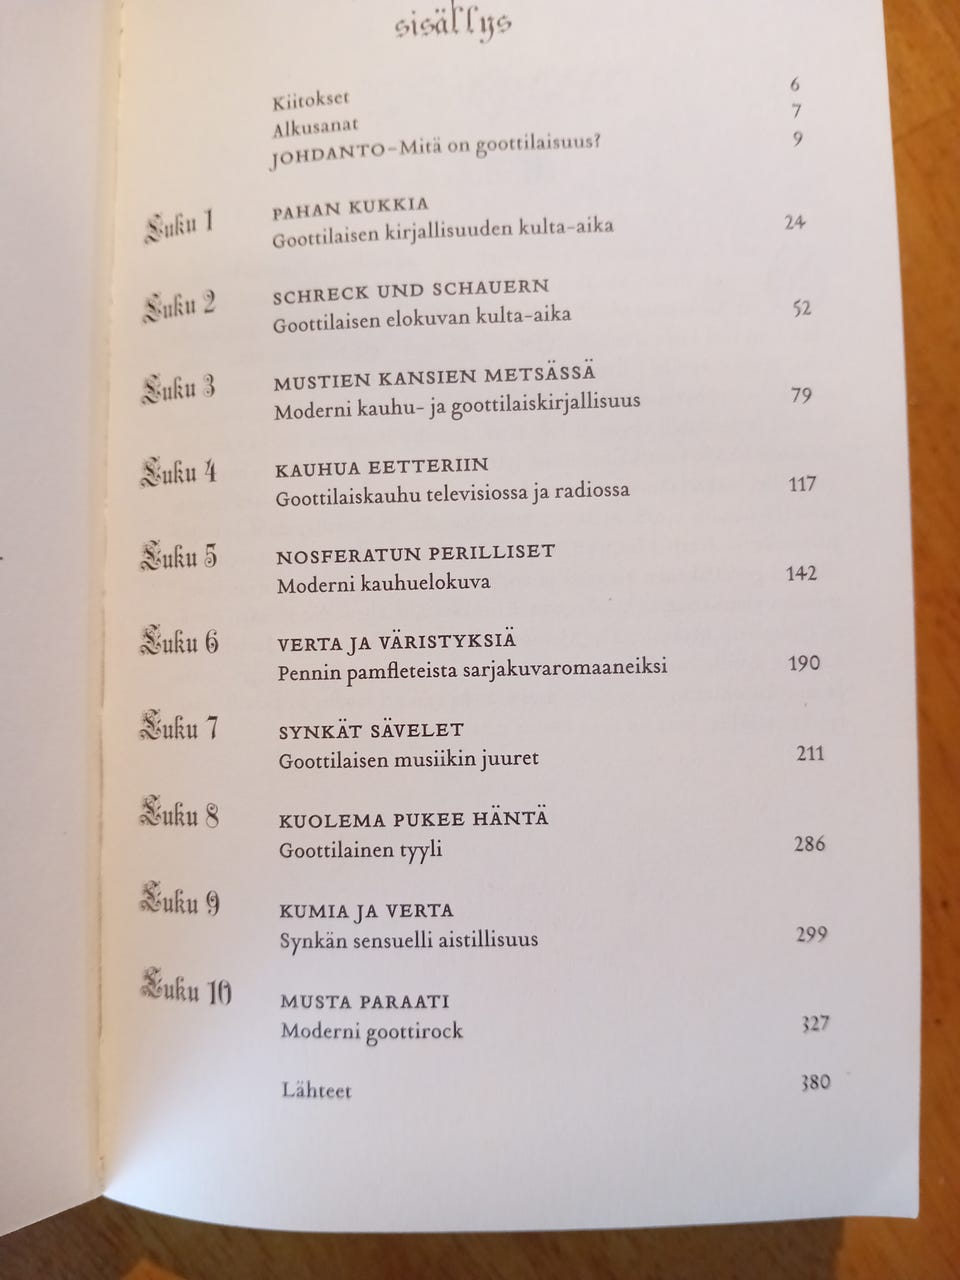 sisällys
Kiitokset 6
Alkusanat 7
JOHDANTO–Mitä on goottilaisuus? 9
Luku 1 PAHAN KUKKIA
Goottilaisen kirjallisuuden kulta-aika 24
Luku 2 SCHRECK UND SCHAUERN
Goottilaisen elokuvan kulta-aika 52
Luku 3 MUSTIEN KANSIEN METSÄSSÄ
Moderni kauhu- ja goottilaiskirjallisuus 79
Luku 4 KAUHUA EETTERIIN
Goottilaiskauhu televisiossa ja radiossa 117
Luku 5 NOSFERATUN PERILLISET
Moderni kauhuelokuva 142
Luku 6 VERTA JA VÄRISTYKSIÄ
Pennin pamfleteista sarjakuvaromaaneiksi 190
Luku 7 SYNKÄT SÄVELET
Goottilaisen musiikin juuret 211
Luku 8 KUOLEMA PUKEE HÄNTÄ
Goottilainen tyyli 286
Luku 9 KUMIA JA VERTA
Synkän sensuelli aistillisuus 299
Luku 10 MUSTA PARAATI
Moderni goottirock 327
Lähteet 380